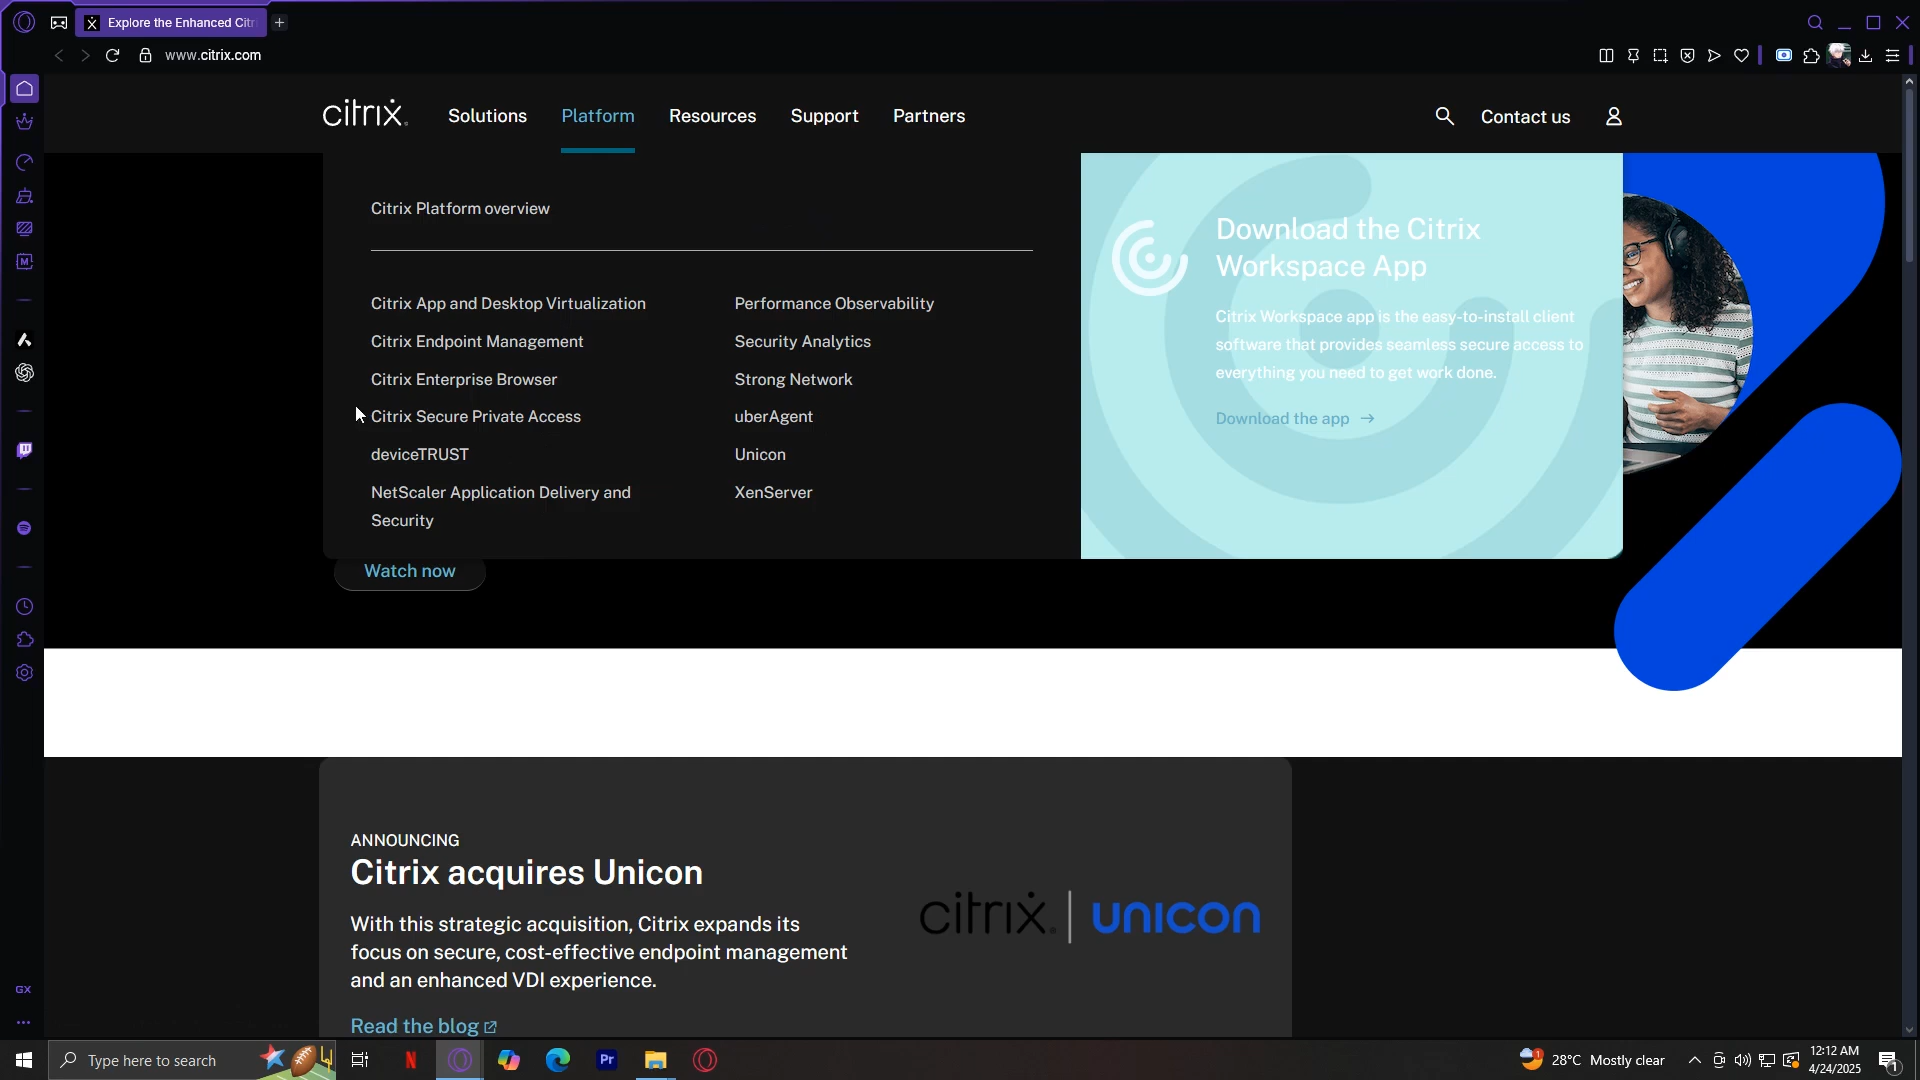 Explore the Enhanced Citr
www.citrix.com
citrix.
Solutions
Platform
Resources
Support
Partners
Contact us
Citrix Platform overview
Citrix App and Desktop Virtualization
Citrix Endpoint Management
Citrix Enterprise Browser
Citrix Secure Private Access
deviceTRUST
NetScaler Application Delivery and
Security
Performance Observability
Security Analytics
Strong Network
uberAgent
Unicon
XenServer
Download the Citrix
Workspace App
Citrix Workspace app is the easy-to-install client
software that provides seamless secure access to
everything you need to get work done.
Download the app →
Watch now
ANNOUNCING
Citrix acquires Unicon
With this strategic acquisition, Citrix expands its
focus on secure, cost-effective endpoint management
and an enhanced VDI experience.
Read the blog
citrix. | unicon
GX
Type here to search
Pr
28°C Mostly clear
12:12 AM
4/24/2025
1